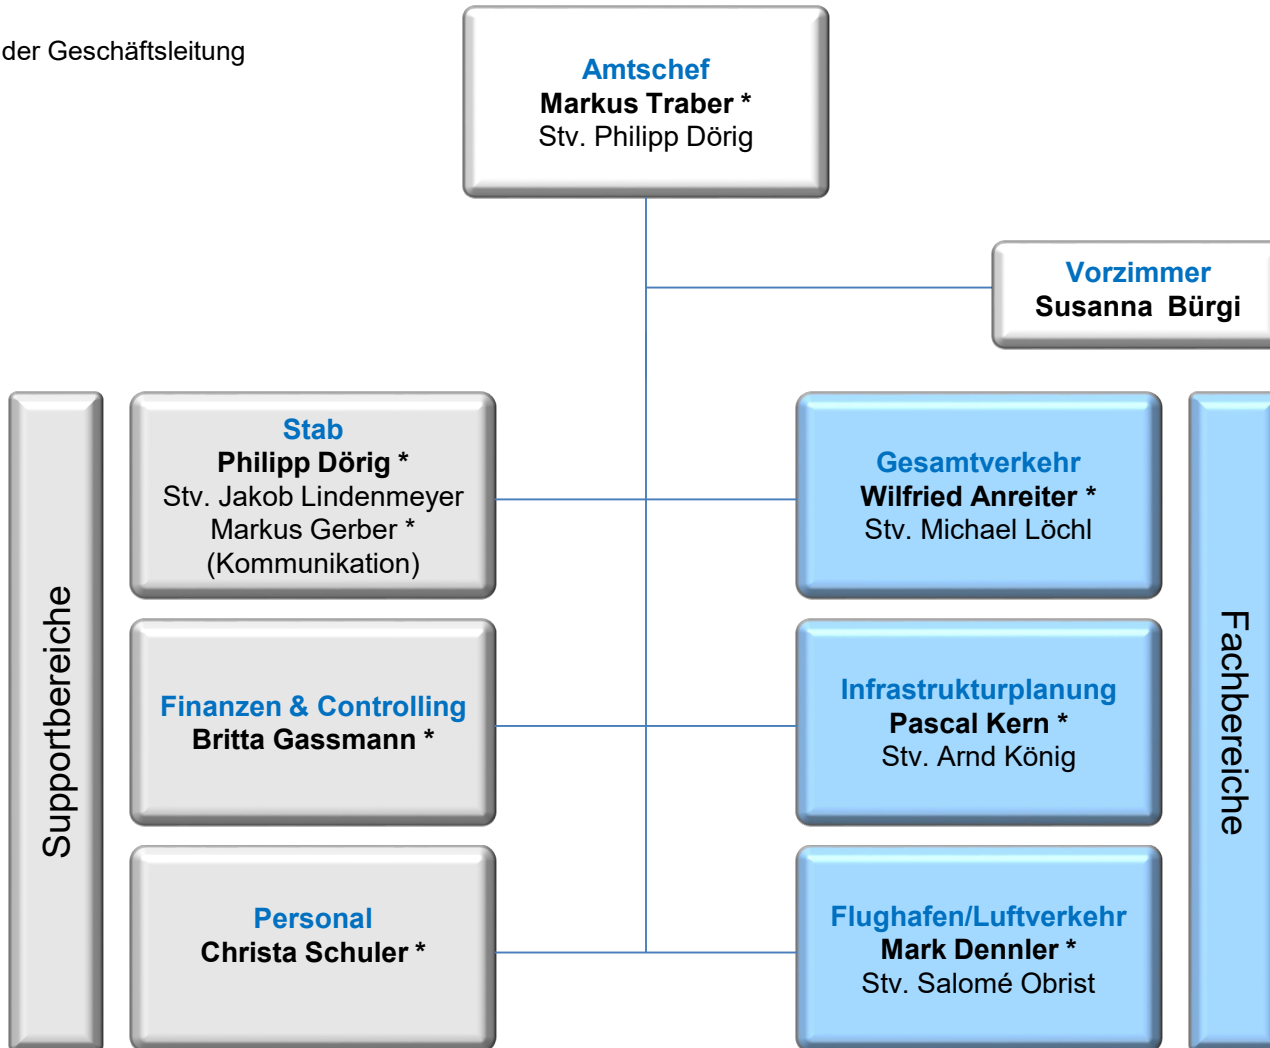 der Geschäftsleitung
Amtschef
Markus Traber *
Stv. Philipp Dörig
Vorzimmer
Susanna Bürgi
Supportbereiche
Stab
Philipp Dörig *
Stv. Jakob Lindenmeyer
Markus Gerber *
(Kommunikation)
Finanzen & Controlling
Britta Gassmann *
Personal
Christa Schuler *
Gesamtverkehr
Wilfried Anreiter *
Stv. Michael Löchl
Infrastrukturplanung
Pascal Kern *
Stv. Arnd König
Flughafen/Luftverkehr
Mark Dennler *
Stv. Salomé Obrist
Fachbereiche